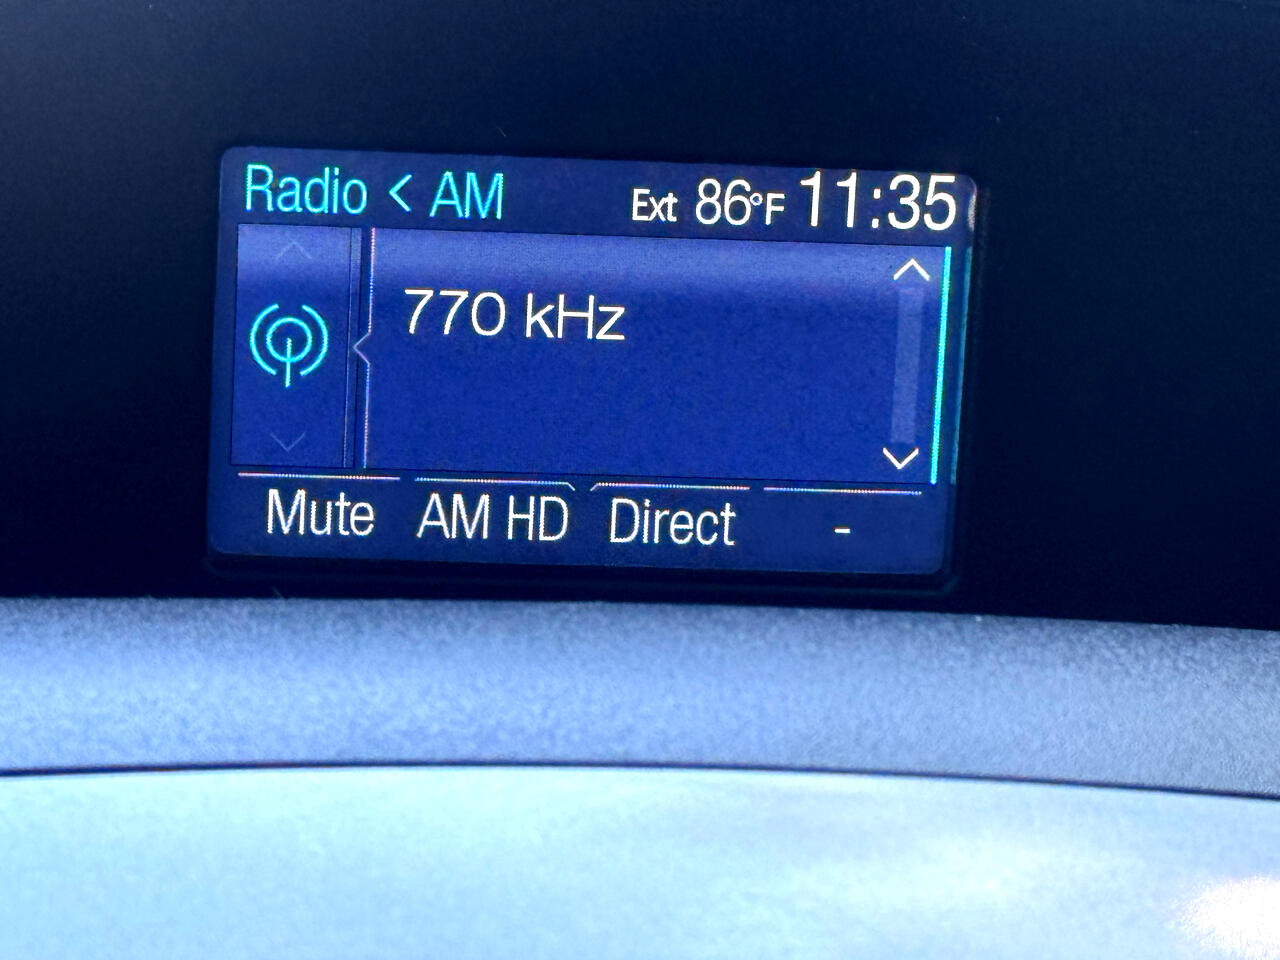 Radio < AM Ext 86°F 11:35
770 kHz
Mute AM HD Direct -